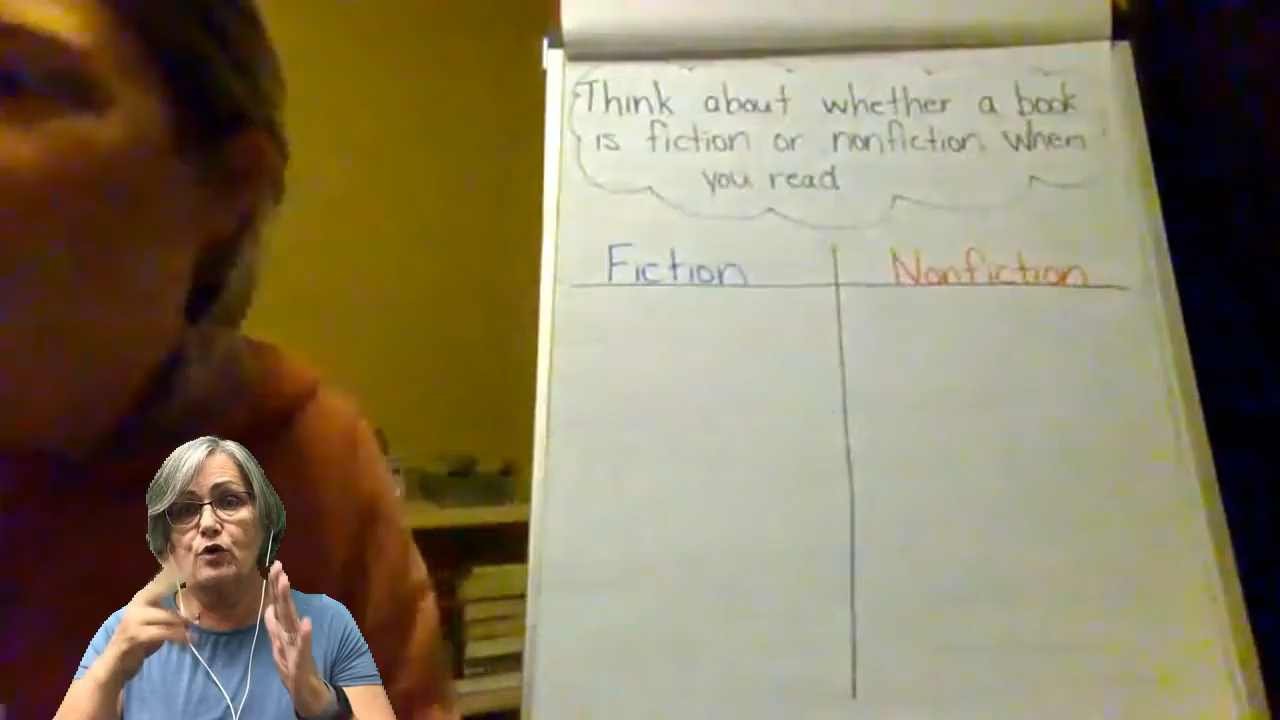 Think about whether a book
is fiction or nonfiction when
you read
Fiction
Nonfiction